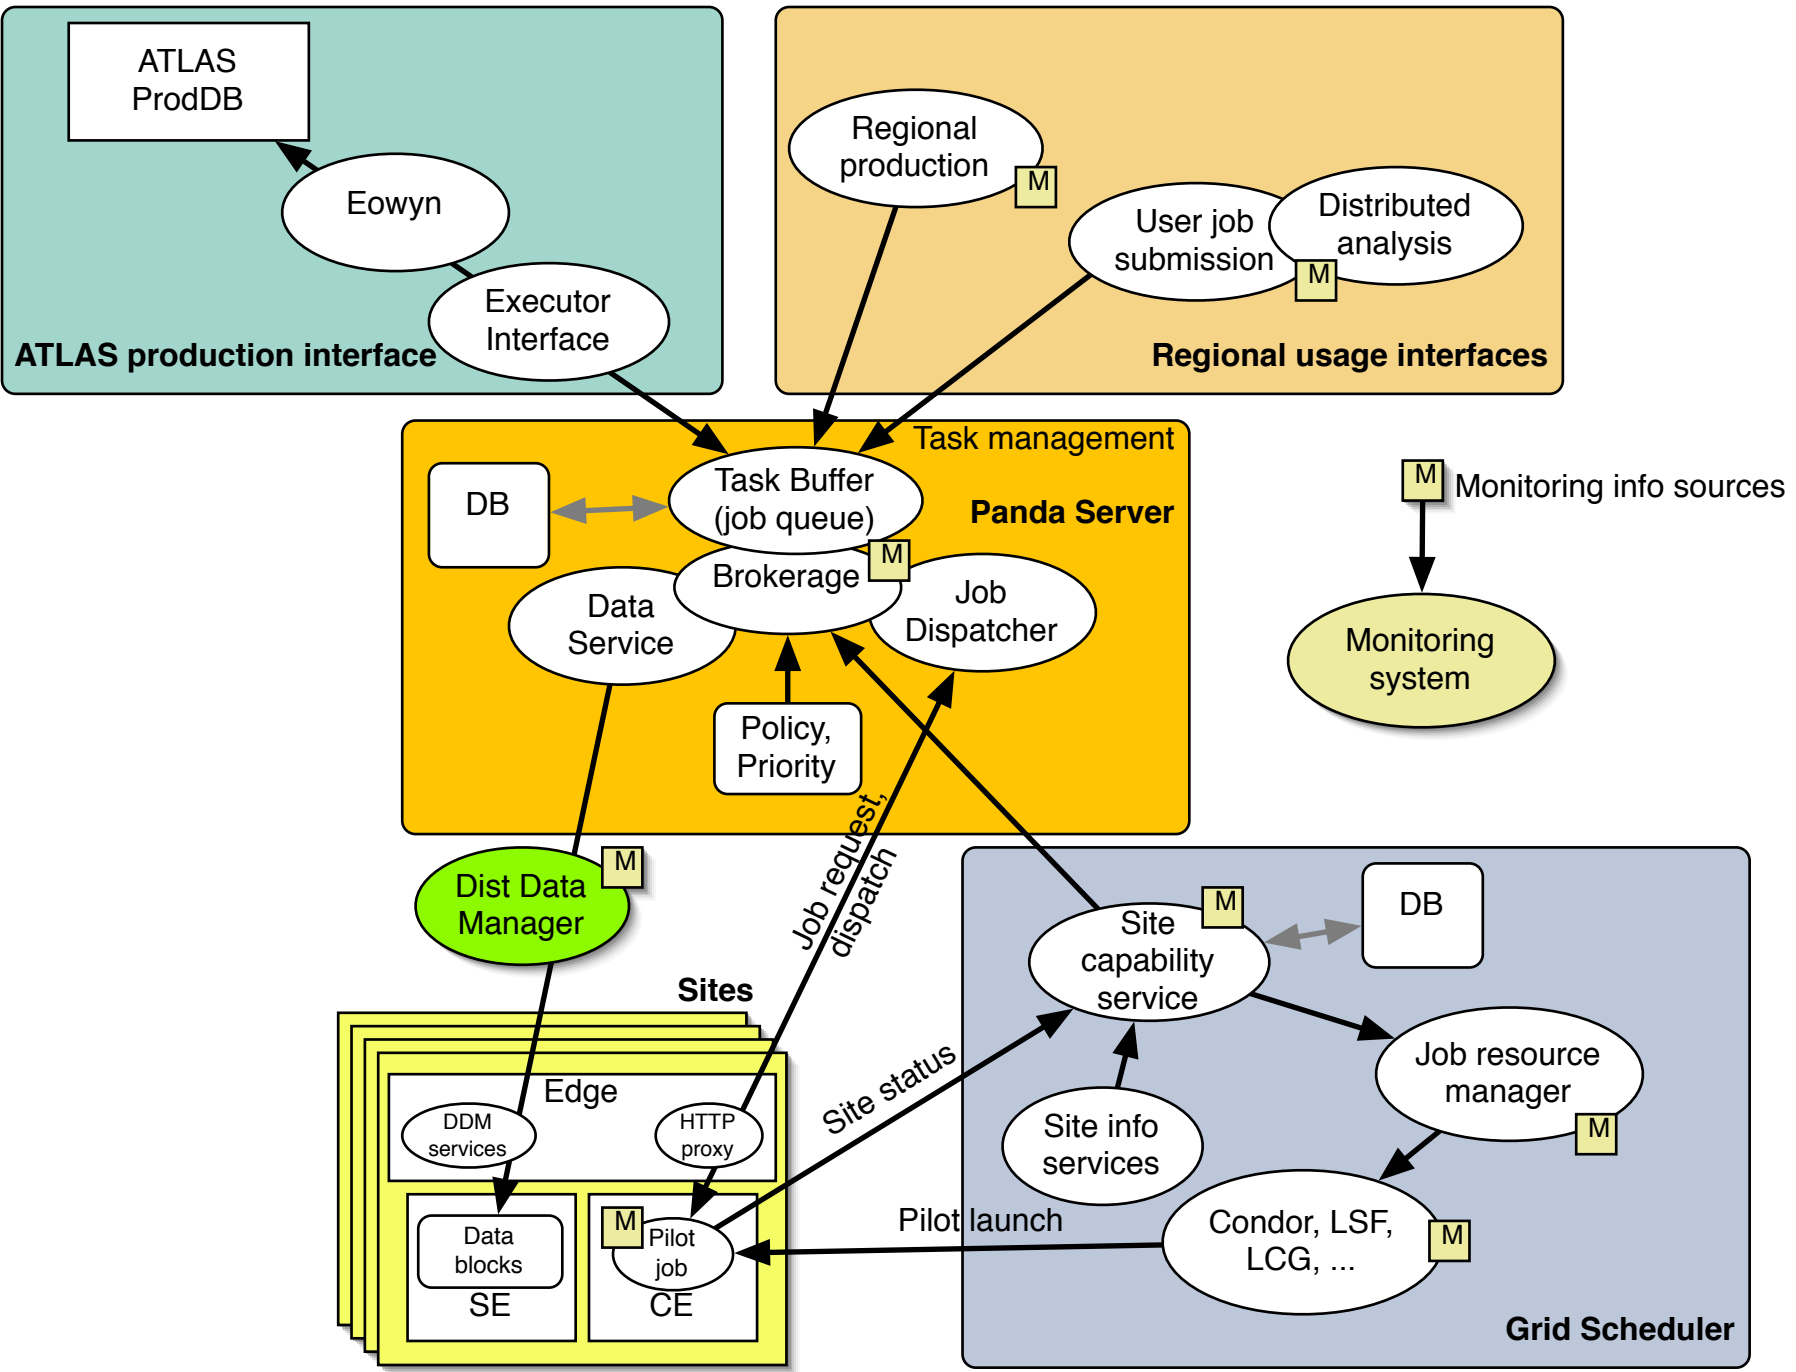 ATLAS
ProdDB
Eowyn
Executor
Interface
ATLAS production interface
Regional
production
M
User job
submission
Distributed
analysis
M
Regional usage interfaces
Task management
DB
Task Buffer
(job queue)
Panda Server
Brokerage
M
Data
Service
Job
Dispatcher
Policy,
Priority
M
Monitoring info sources
Monitoring
system
Dist Data
Manager
M
Job request,
dispatch
Sites
Edge
DDM
services
HTTP
proxy
Data
blocks
SE
M
Pilot
job
CE
Site status
Pilot launch
M
Site
capability
service
DB
Job resource
manager
M
Site info
services
Condor, LSF,
LCG, ...
M
Grid Scheduler